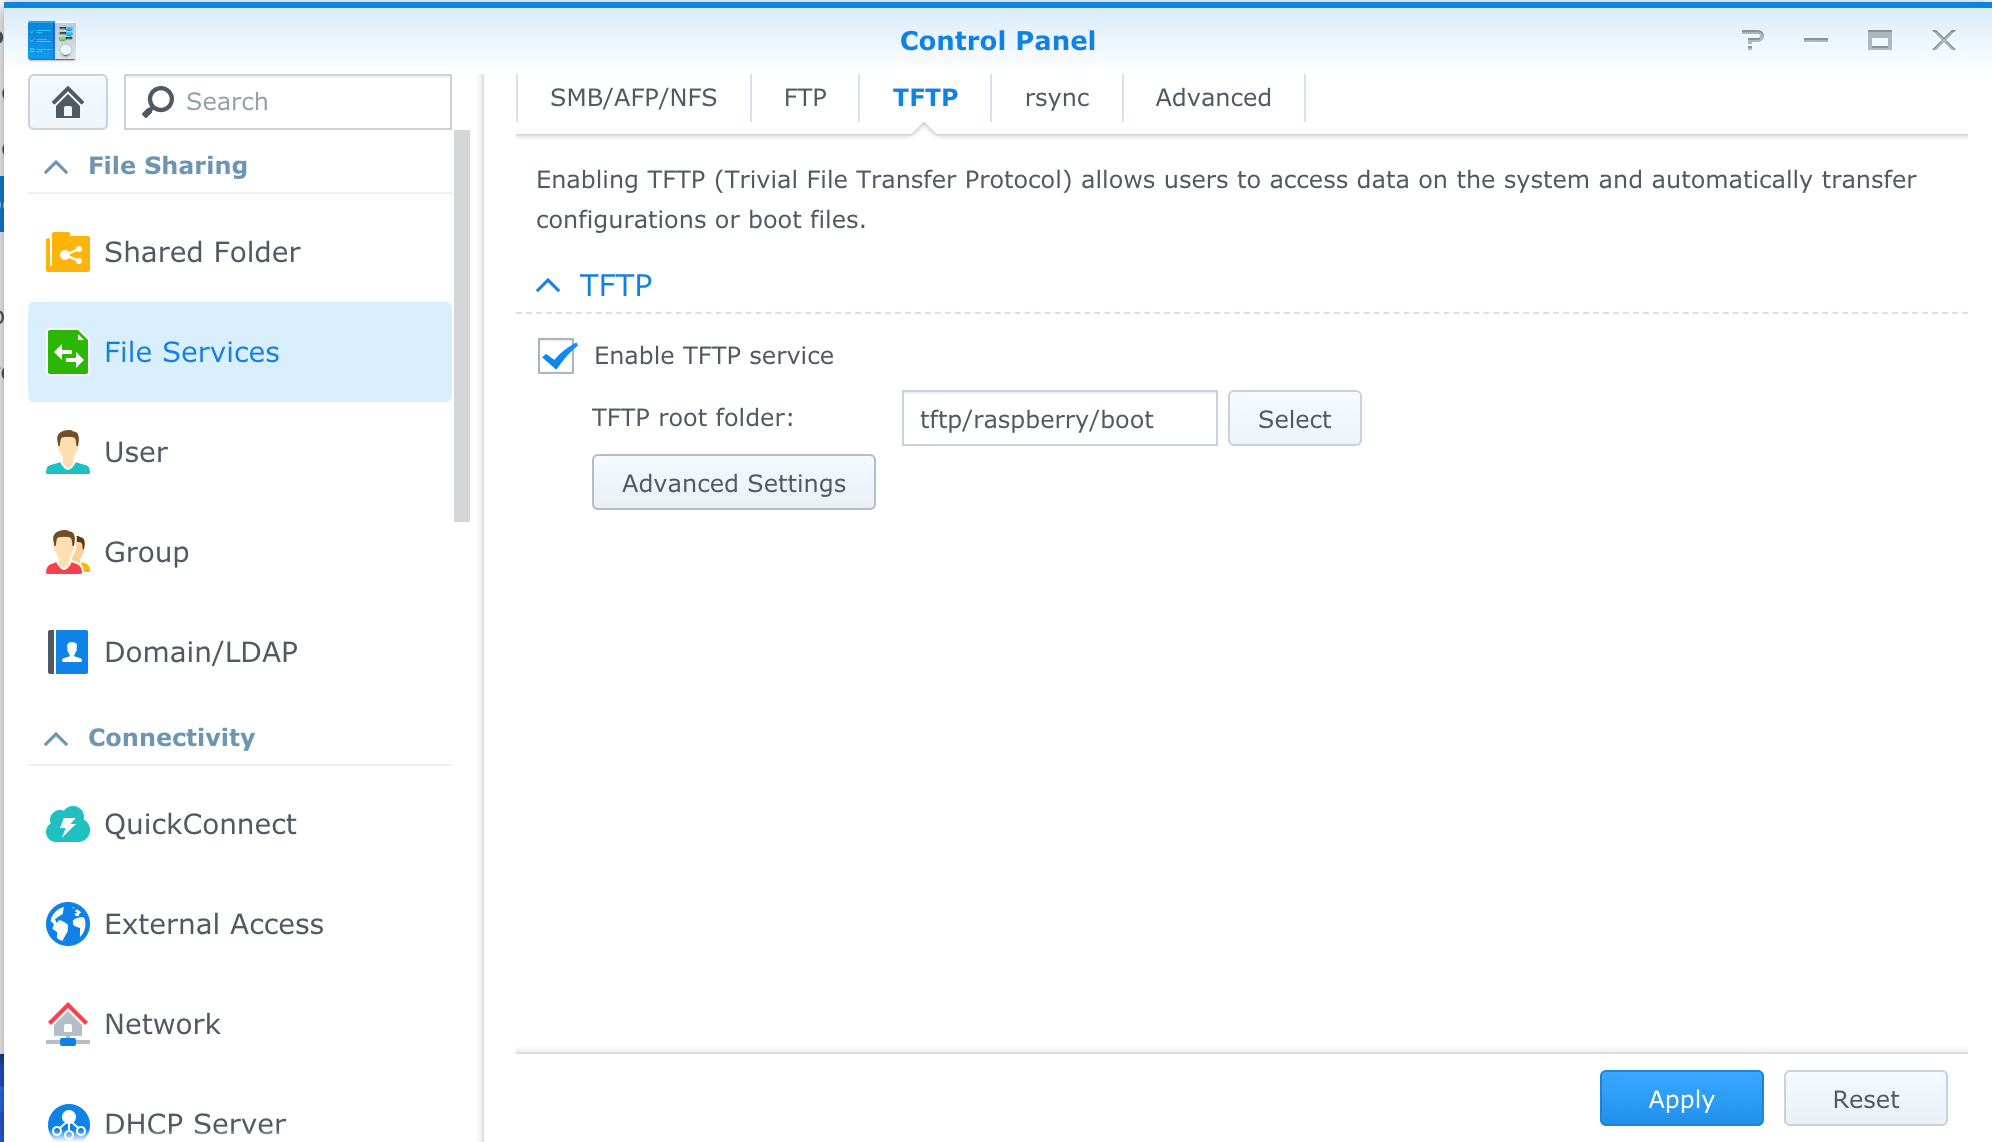 Control Panel
Search
SMB/AFP/NFS
FTP
TFTP
rsync
Advanced
File Sharing
Shared Folder
File Services
User
Group
Domain/LDAP
Connectivity
QuickConnect
External Access
Network
DHCP Server
Enabling TFTP (Trivial File Transfer Protocol) allows users to access data on the system and automatically transfer
configurations or boot files.
TFTP
Enable TFTP service
TFTP root folder:
tftp/raspberry/boot
Select
Advanced Settings
Apply
Reset